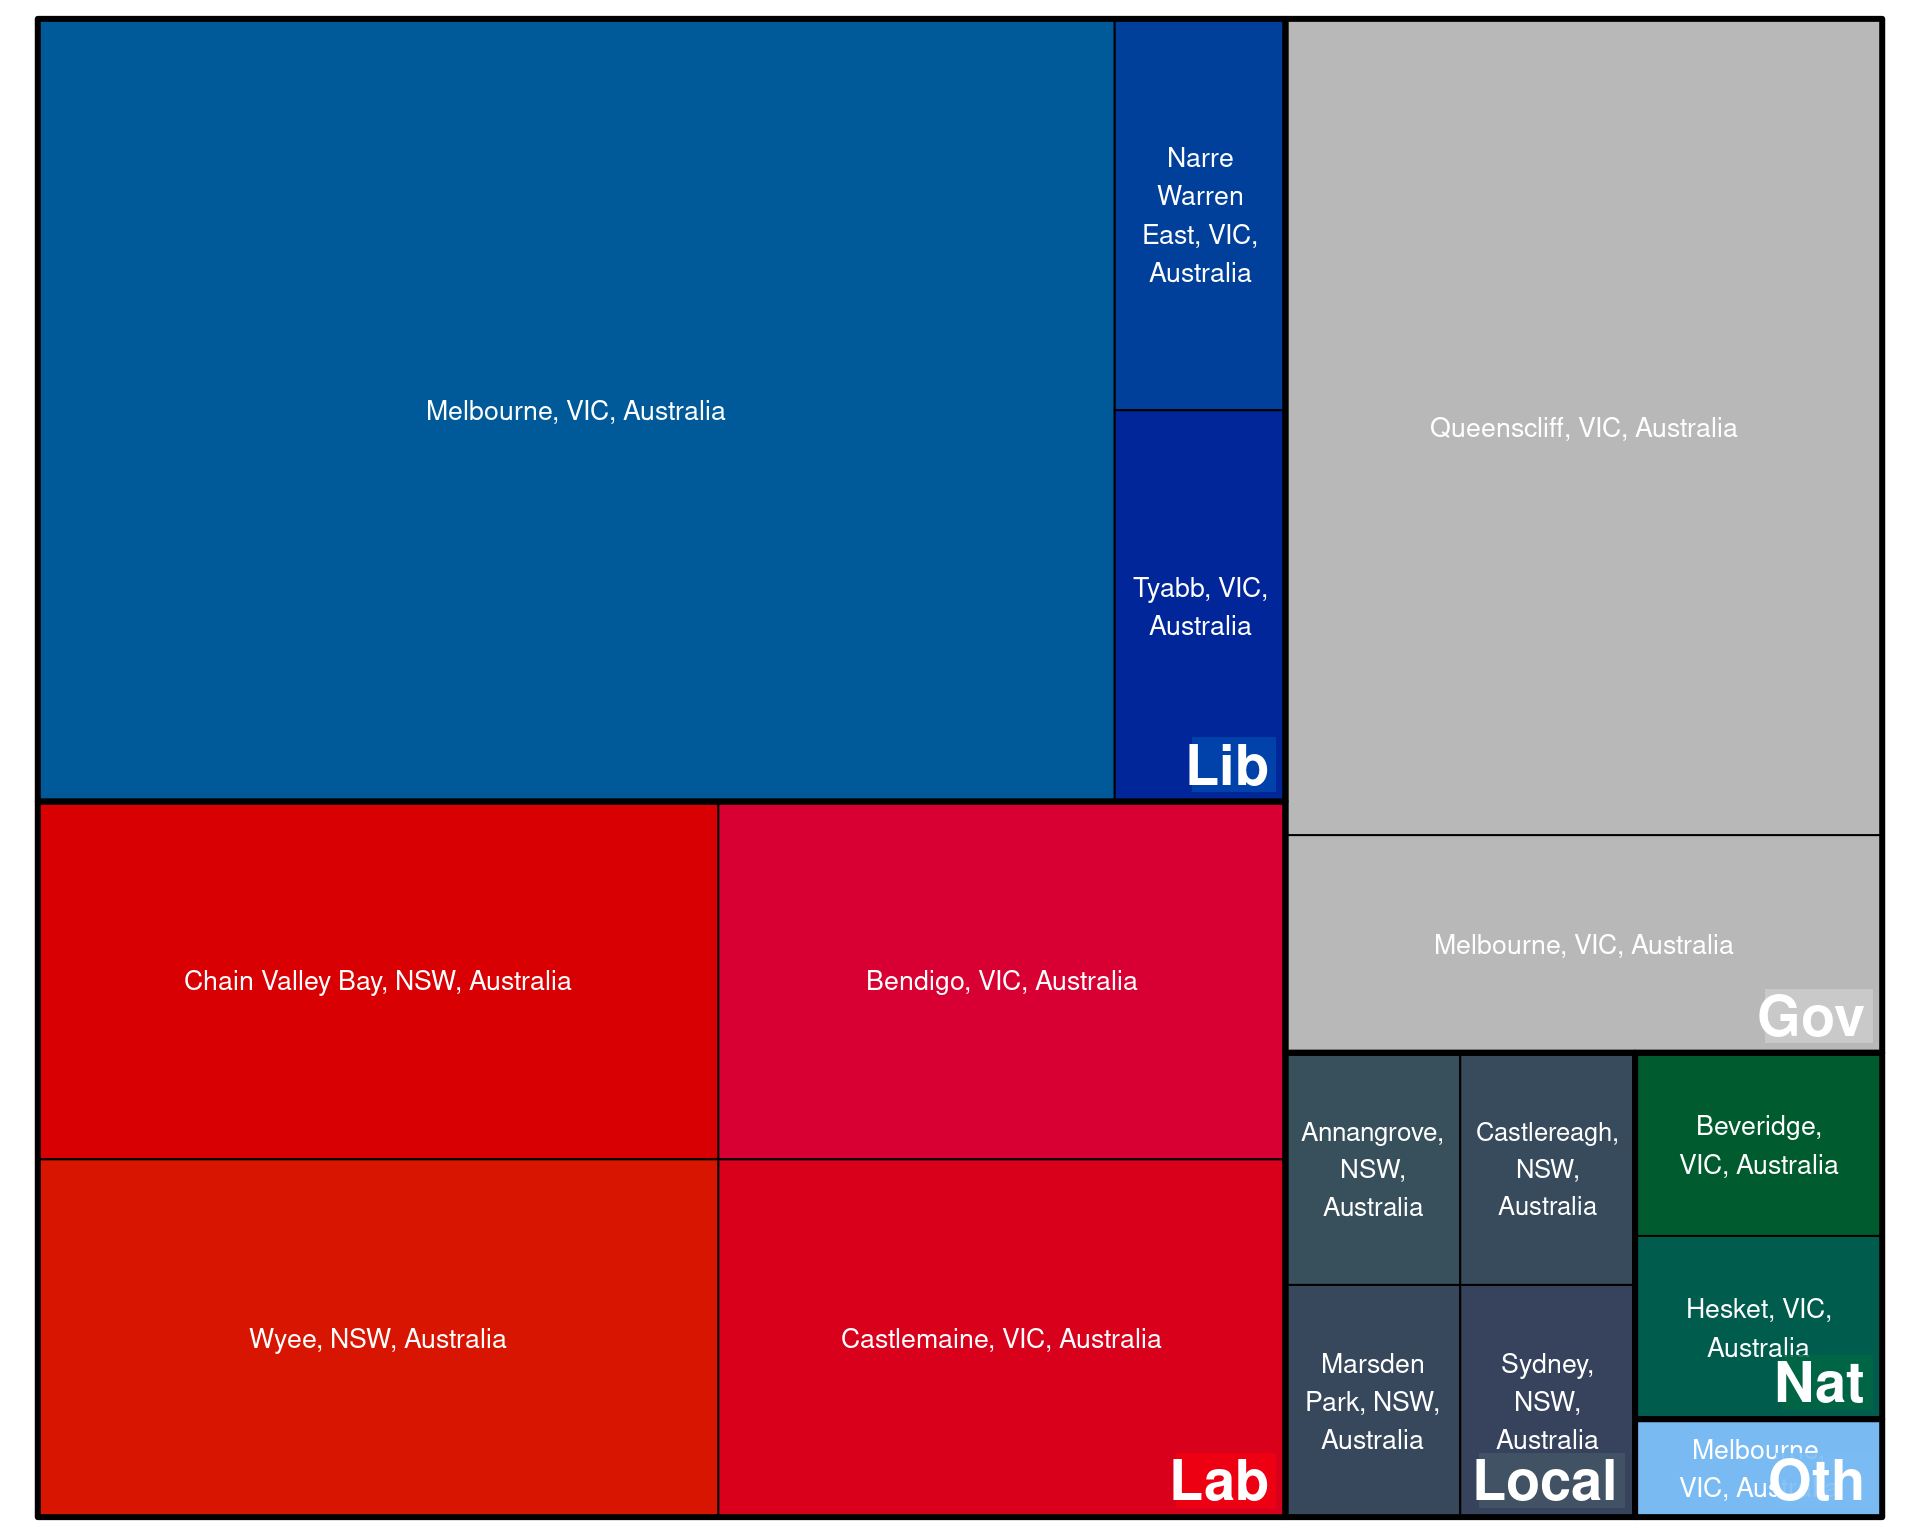 Melbourne, VIC, Australia
Narre
Warren
East, VIC,
Australia
Tyabb, VIC,
Australia
Lib
Queenscliff, VIC, Australia
Melbourne, VIC, Australia
Gov
Chain Valley Bay, NSW, Australia
Bendigo, VIC, Australia
Wyee, NSW, Australia
Castlemaine, VIC, Australia
Lab
Annangrove,
NSW,
Australia
Castlereagh,
NSW,
Australia
Marsden
Park, NSW,
Australia
Sydney,
NSW,
Australia
Local
Beveridge,
VIC, Australia
Hesket, VIC,
Australia
Nat
Melbourne,
VIC, Australia
Oth